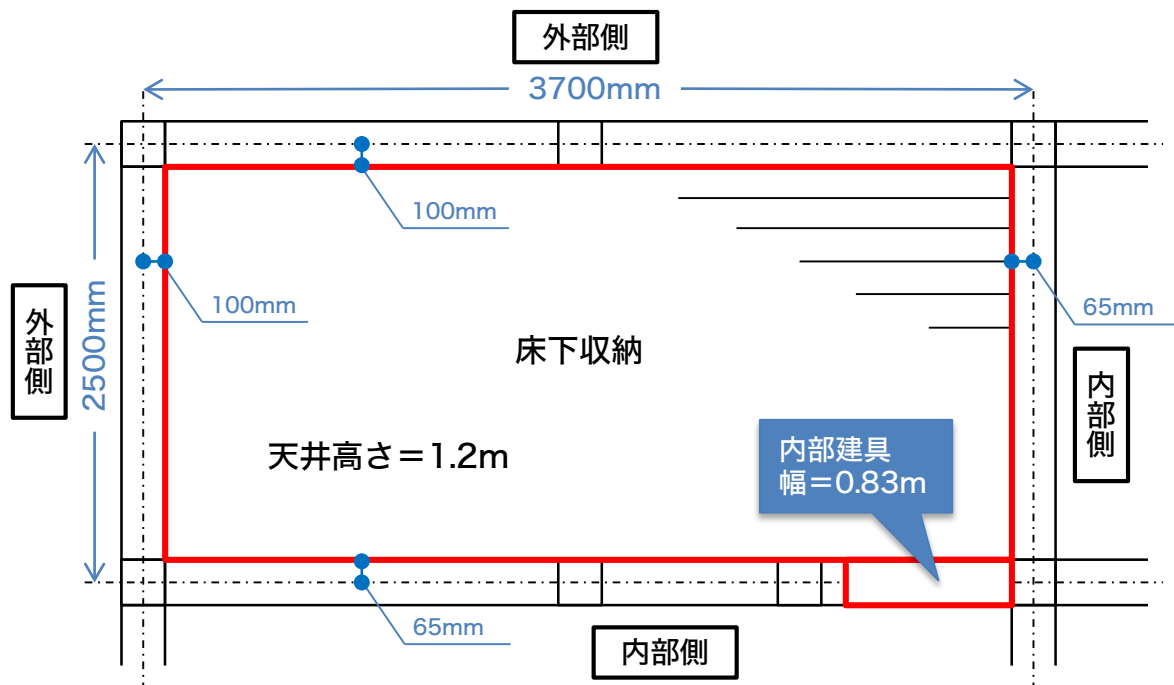 外部側
3700mm
100mm
100mm
外部側
2500mm
65mm
床下収納
内部側
天井高さ＝1.2m
内部建具
幅＝0.83m
65mm
内部側